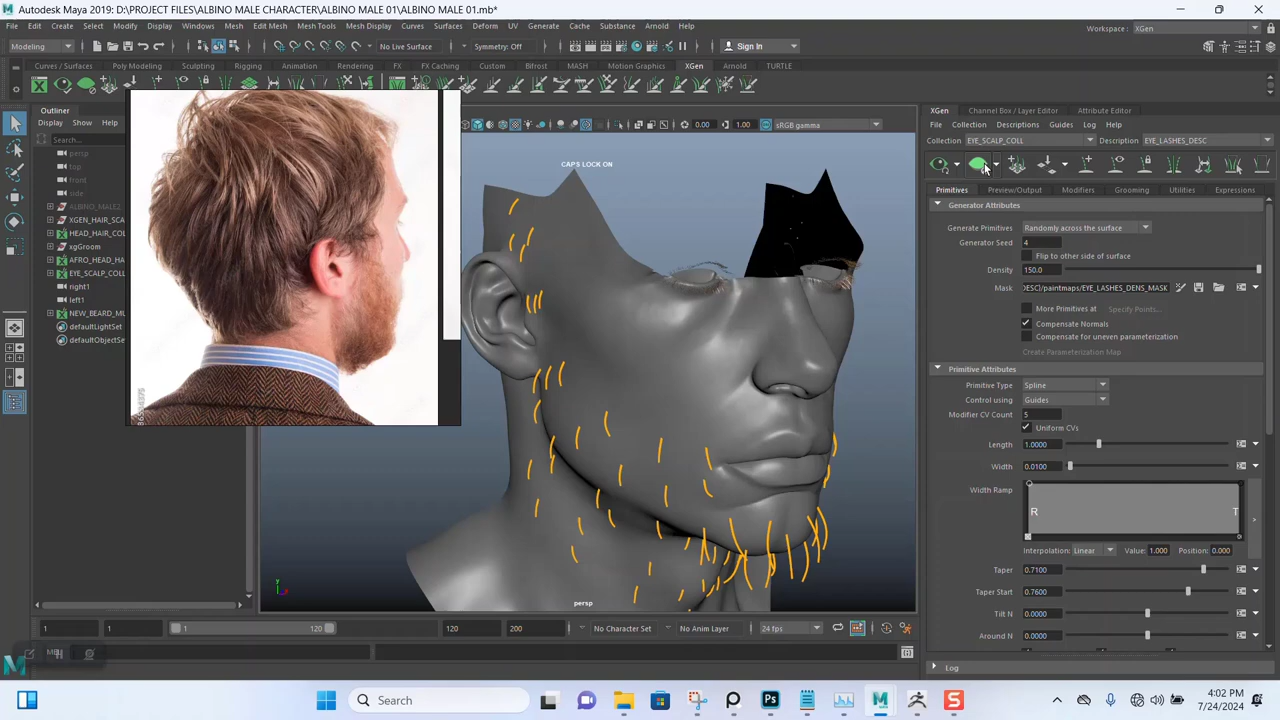 Autodesk Maya 2019: D:\PROJECT FILES\ALBINO MALE CHARACTER\ALBINO MALE 01\ALBINO MALE 01.mb*
File Edit Create Select Modify Display Windows Mesh Edit Mesh Mesh Tools Mesh Display Curves Surfaces Deform UV Generate Cache Substance Arnold Help
Workspace : XGen
Modeling No Live Surface Symmetry: Off Sign In
Curves / Surfaces Poly Modeling Sculpting Rigging Animation Rendering FX FX Caching Custom Bifrost MASH Motion Graphics XGen Arnold TURTLE
Outliner
Display Show
Search...
persp
top
front
side
ALBINO_MALE2
XGEN_HAIR_SCA
HEAD_HAIR_COL
xgGroom
AFRO_HEAD_HA
EYE_SCALP_COLL
right1
left1
NEW_BEARD_MU
defaultLightSet
defaultObjectSe
0.00 1.00 sRGB gamma
CAPS LOCK ON
persp
XGen Channel Box / Layer Editor Attribute Editor
File Collection Descriptions Guides Log Help
Collection EYE_SCALP_COLL Description EYE_LASHES_DESC
Primitives Preview/Output Modifiers Grooming Utilities Expressions
Generator Attributes
Generate Primitives Randomly across the surface
Generator Seed 4
Flip to other side of surface
Density 150.0
Mask DESC)/paintmaps/EYE_LASHES_DENS_MASK
More Primitives at Specify Points...
Compensate Normals
Compensate for uneven parameterization
Create Parameterization Map
Primitive Attributes
Primitive Type Spline
Control using Guides
Modifier CV Count 5
Uniform CVs
Length 1.0000
Width 0.0100
Width Ramp R T
Interpolation: Linear Value: 1.000 Position: 0.000
Taper 0.7100
Taper Start 0.7600
Tilt N 0.0000
Around N 0.0000
Log
1 1 1 120 120 200 No Character Set No Anim Layer 24 fps
Search
4:02 PM
7/24/2024